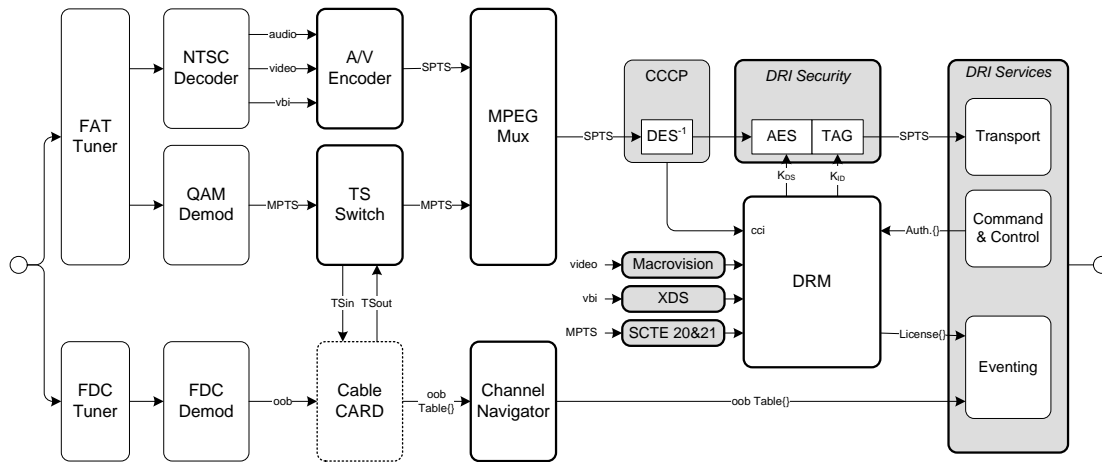 FAT
Tuner
NTSC
Decoder
audio
video
vbi
A/V
Encoder
SPTS
QAM
Demod
MPTS
TS
Switch
MPTS
MPEG
Mux
SPTS
CCCP
DES-1
DRI Security
AES
TAG
SPTS
KDS
KID
DRI Services
Transport
Command
& Control
Auth.{}
cci
DRM
video
Macrovision
vbi
XDS
MPTS
SCTE 20&21
License{}
Eventing
TSin
TSout
FDC
Tuner
FDC
Demod
oob
Cable
CARD
oob
Table{}
Channel
Navigator
oob Table{}